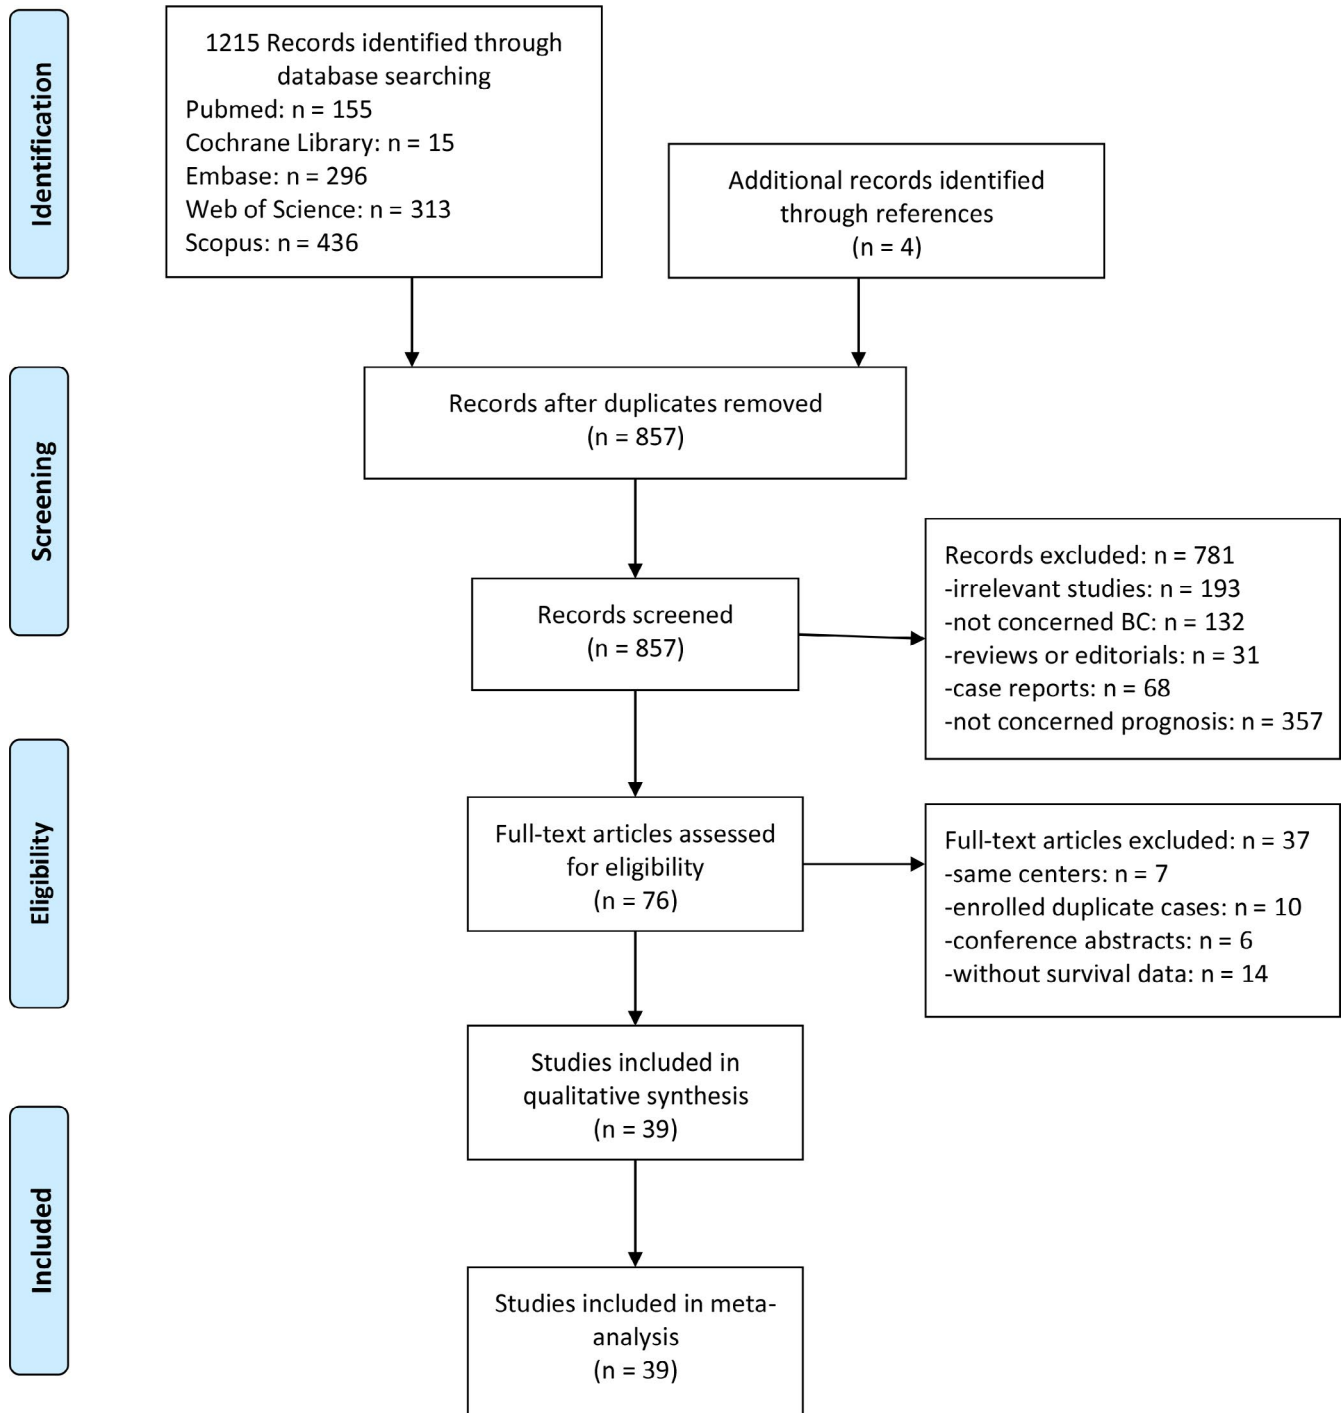 Identification
1215 Records identified through
database searching
Pubmed: n = 155
Cochrane Library: n = 15
Embase: n = 296
Web of Science: n = 313
Scopus: n = 436
Additional records identified
through references
(n = 4)
Screening
Records after duplicates removed
(n = 857)
Records screened
(n = 857)
Records excluded: n = 781
-irrelevant studies: n = 193
-not concerned BC: n = 132
-reviews or editorials: n = 31
-case reports: n = 68
-not concerned prognosis: n = 357
Eligibility
Full-text articles assessed
for eligibility
(n = 76)
Full-text articles excluded: n = 37
-same centers: n = 7
-enrolled duplicate cases: n = 10
-conference abstracts: n = 6
-without survival data: n = 14
Included
Studies included in
qualitative synthesis
(n = 39)
Studies included in meta-
analysis
(n = 39)